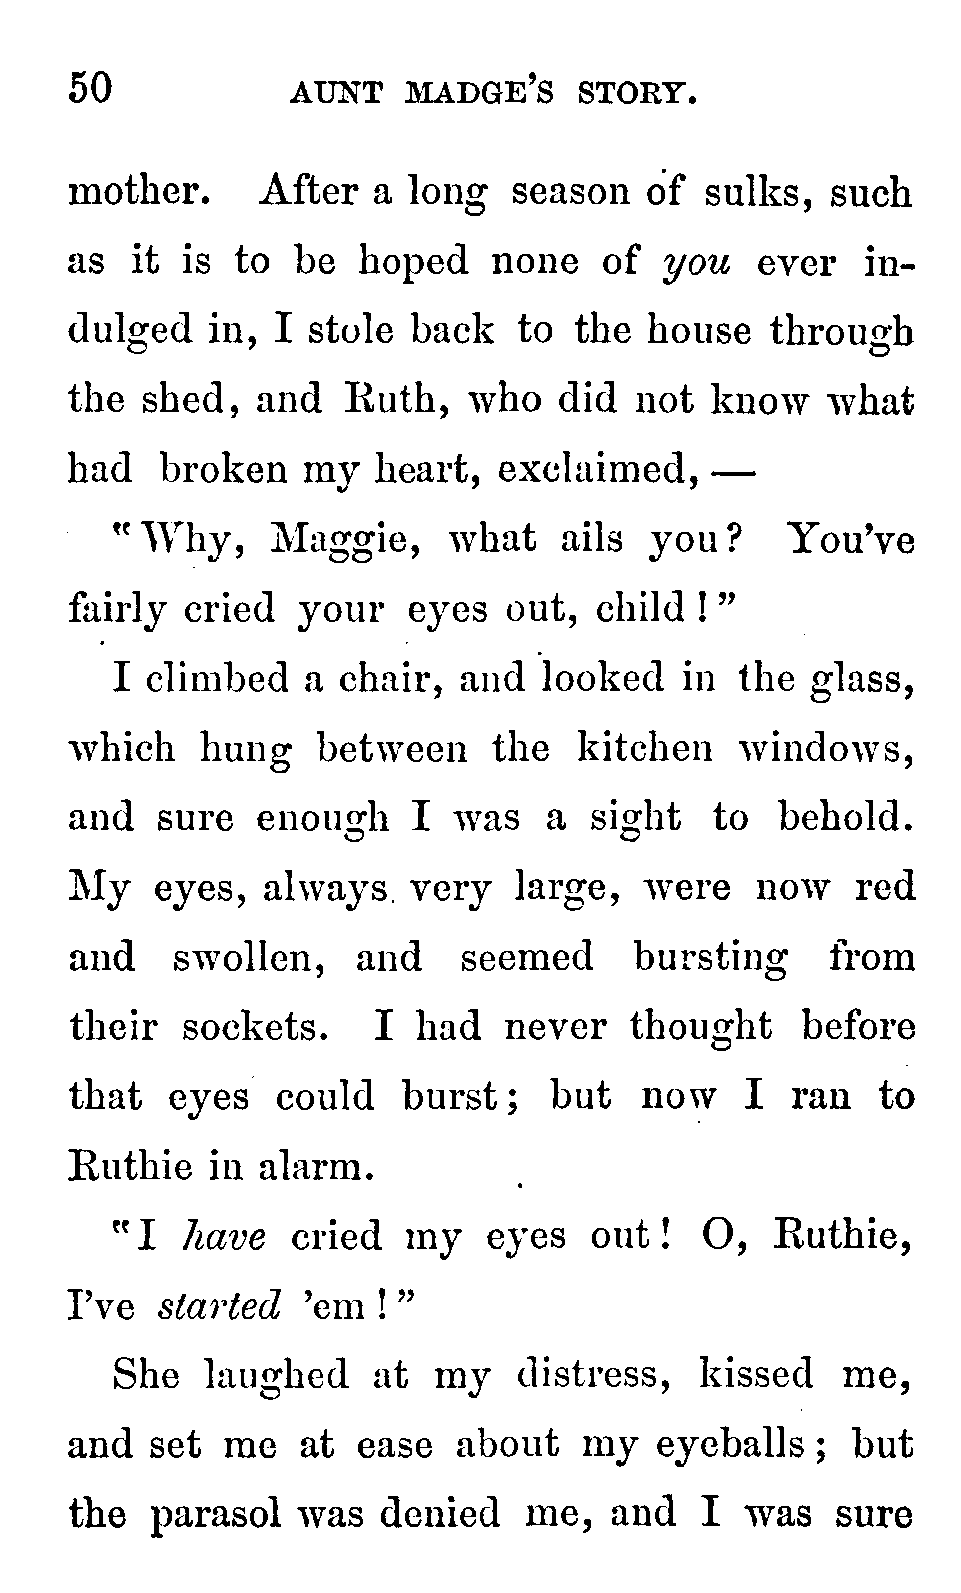 50 AUNT MADGE'S STORY.
mother. After a long season of sulks, such
as it is to be hoped none of you ever in-
dulged in, I stole back to the house through
the shed, and Ruth, who did not know what
had broken my heart, exclaimed, —
"Why, Maggie, what ails you? You've
fairly cried your eyes out, child!"
I climbed a chair, and looked in the glass,
which hung between the kitchen windows,
and sure enough I was a sight to behold.
My eyes, always very large, were now red
and swollen, and seemed bursting from
their sockets. I had never thought before
that eyes could burst; but now I ran to
Ruthie in alarm.
"I have cried my eyes out! O, Ruthie,
I've started 'em!"
She laughed at my distress, kissed me,
and set me at ease about my eyeballs; but
the parasol was denied me, and I was sure